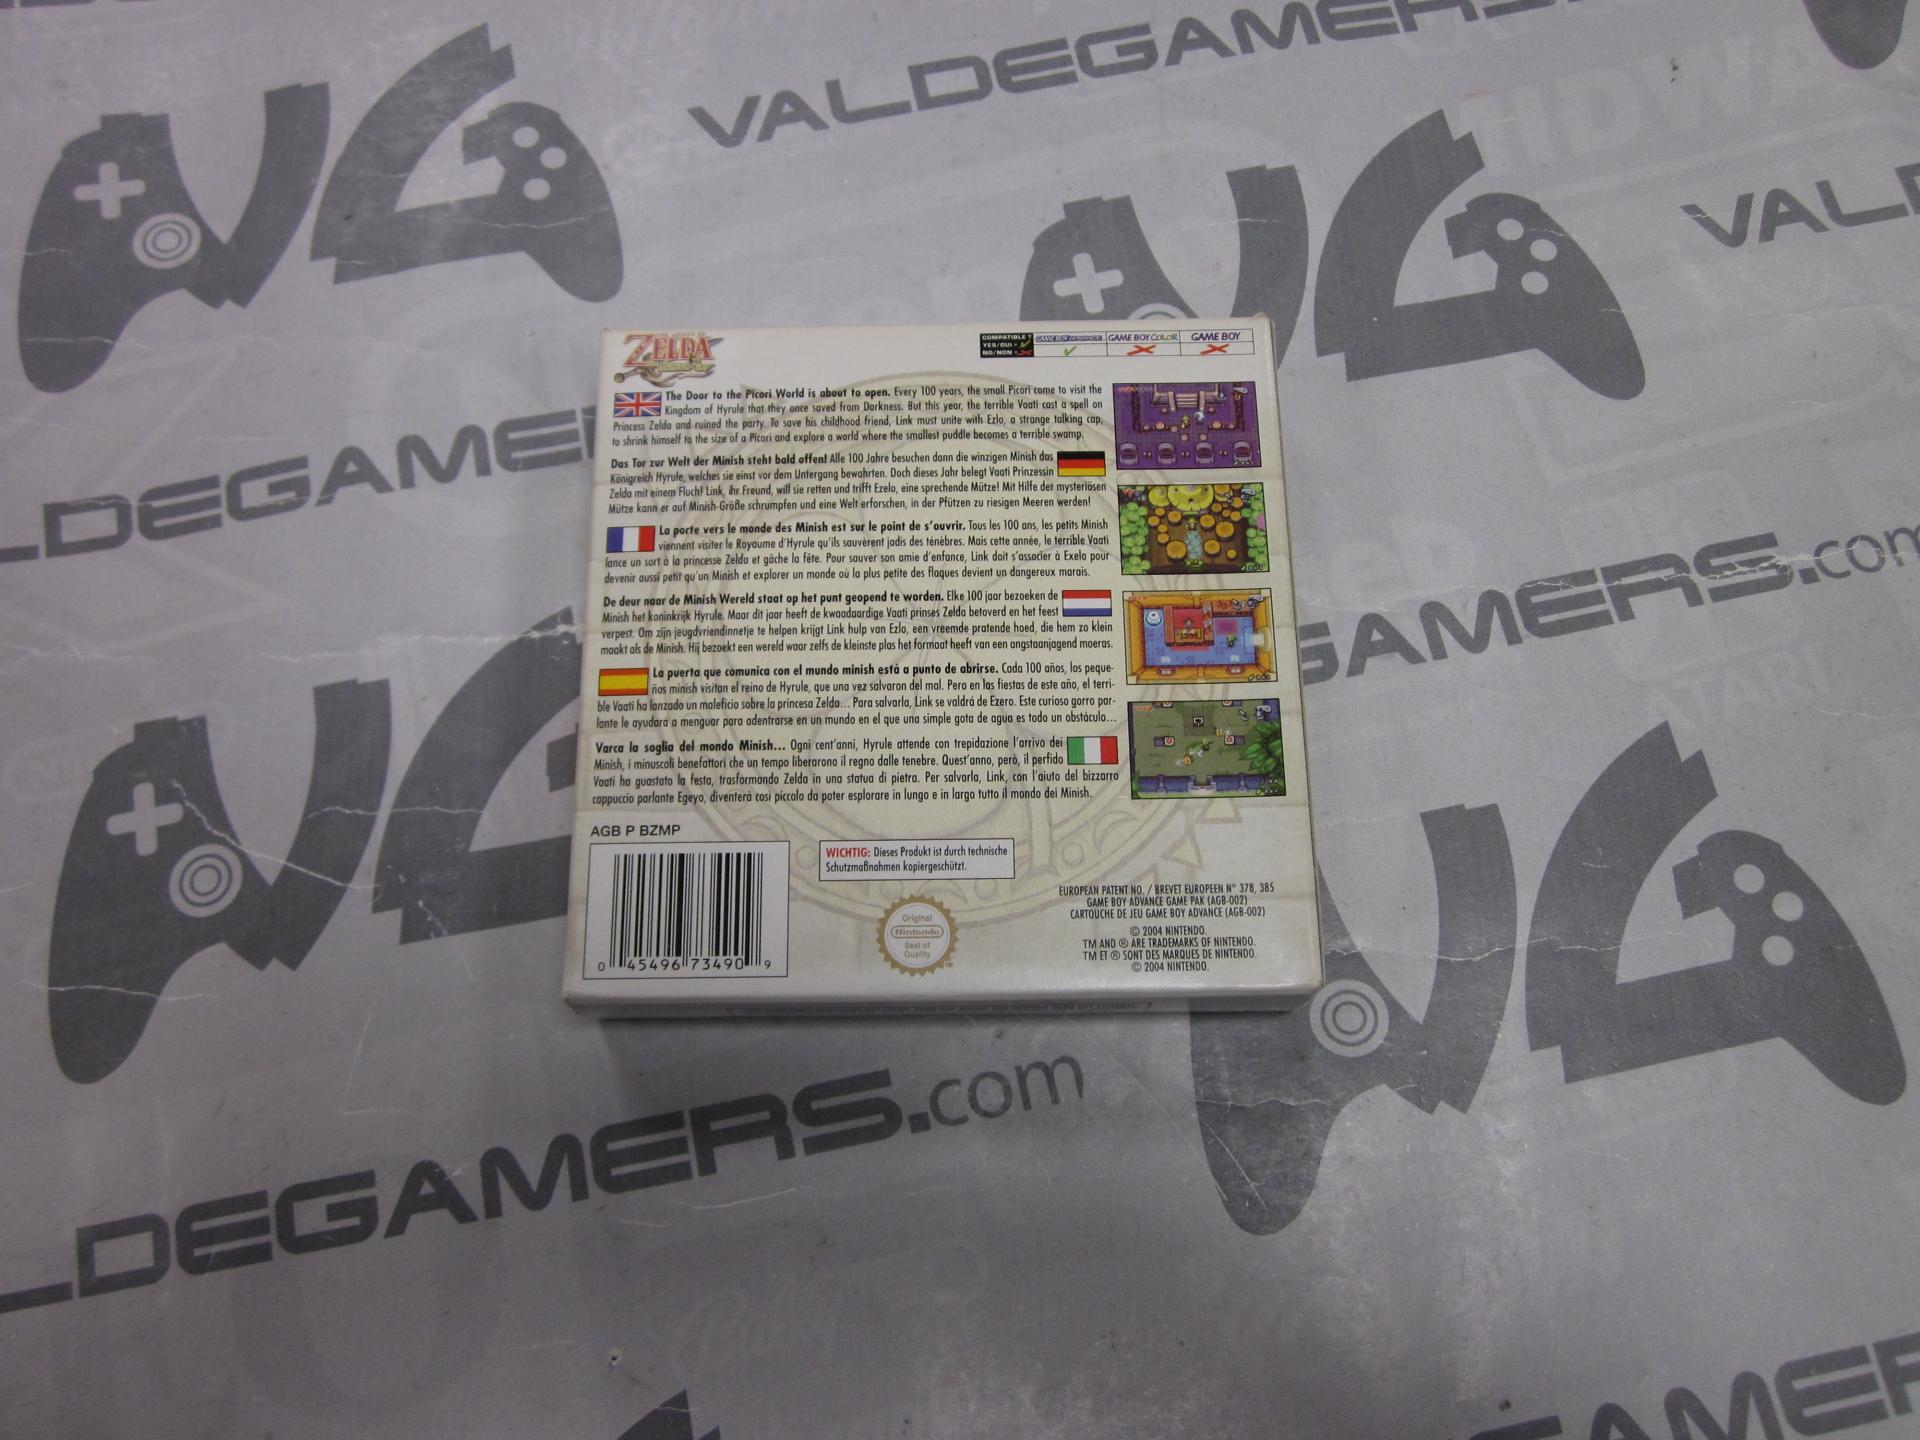 VALDEGAMERS
VAL
DEGAMER
SAMERS.com
DEGAMERS.com
GAMERS
ZELDA
COMPATIBLE?
YES/OUI =
NO/NON =
GAME BOY ADVANCE
GAME BOY COLOR
GAME BOY
The Door to the Picori World is about to open. Every 100 years, the small Picori come to visit the
Kingdom of Hyrule that they once saved from Darkness. But this year, the terrible Vaati cast a spell on
Princess Zelda and ruined the party. To save his childhood friend, Link must unite with Ezlo, a strange talking cap,
to shrink himself to the size of a Picori and explore a world where the smallest puddle becomes a terrible swamp.
Das Tor zur Welt der Minish steht bald offen! Alle 100 Jahre besuchen dann die winzigen Minish das
Königreich Hyrule, welches sie einst vor dem Untergang bewahrten. Doch dieses Jahr belegt Vaati Prinzessin
Zelda mit einem Fluch! Link, ihr Freund, will sie retten und trifft Ezelo, eine sprechende Mütze! Mit Hilfe der mysteriösen
Mütze kann er auf Minish-Größe schrumpfen und eine Welt erforschen, in der Pfützen zu riesigen Meeren werden!
La porte vers le monde des Minish est sur le point de s'ouvrir. Tous les 100 ans, les petits Minish
viennent visiter le Royaume d'Hyrule qu'ils sauvèrent jadis des ténèbres. Mais cette année, le terrible Vaati
lance un sort à la princesse Zelda et gâche la fête. Pour sauver son amie d'enfance, Link doit s'associer à Exelo pour
devenir aussi petit qu'un Minish et explorer un monde où la plus petite des flaques devient un dangereux marais.
De deur naar de Minish Wereld staat op het punt geopend te worden. Elke 100 jaar bezoeken de
Minish het koninkrijk Hyrule. Maar dit jaar heeft de kwaadaardige Vaati prinses Zelda betoverd en het feest
verpest. Om zijn jeugdvriendinnetje te helpen krijgt Link hulp van Ezlo, een vreemde pratende hoed, die hem zo klein
maakt als de Minish. Hij bezoekt een wereld waar zelfs de kleinste plas het formaat heeft van een angstaanjagend moeras.
La puerta que comunica con el mundo minish está a punto de abrirse. Cada 100 años, los peque-
ños minish visitan el reino de Hyrule, que una vez salvaron del mal. Pero en las fiestas de este año, el terri-
ble Vaati ha lanzado un maleficio sobre la princesa Zelda... Para salvarla, Link se valdrá de Ezero. Este curioso gorro par-
lante le ayudará a menguar para adentrarse en un mundo en el que una simple gota de agua es todo un obstáculo...
Varca la soglia del mondo Minish... Ogni cent'anni, Hyrule attende con trepidazione l'arrivo dei
Minish, i minuscoli benefattori che un tempo liberarono il regno dalle tenebre. Quest'anno, però, il perfido
Vaati ha guastato la festa, trasformando Zelda in una statua di pietra. Per salvarla, Link, con l'aiuto del bizzarro
cappuccio parlante Egeyo, diventerà così piccolo da poter esplorare in lungo e in largo tutto il mondo dei Minish.
AGB P BZMP
WICHTIG: Dieses Produkt ist durch technische
Schutzmaßnahmen kopiergeschützt.
0 45496 73490 9
Original
Nintendo
Seal of
Quality
TM
EUROPEAN PATENT NO. / BREVET EUROPEEN N° 378, 385
GAME BOY ADVANCE GAME PAK (AGB-002)
CARTOUCHE DE JEU GAME BOY ADVANCE (AGB-002)
© 2004 NINTENDO.
TM AND ® ARE TRADEMARKS OF NINTENDO.
TM ET ® SONT DES MARQUES DE NINTENDO.
© 2004 NINTENDO.